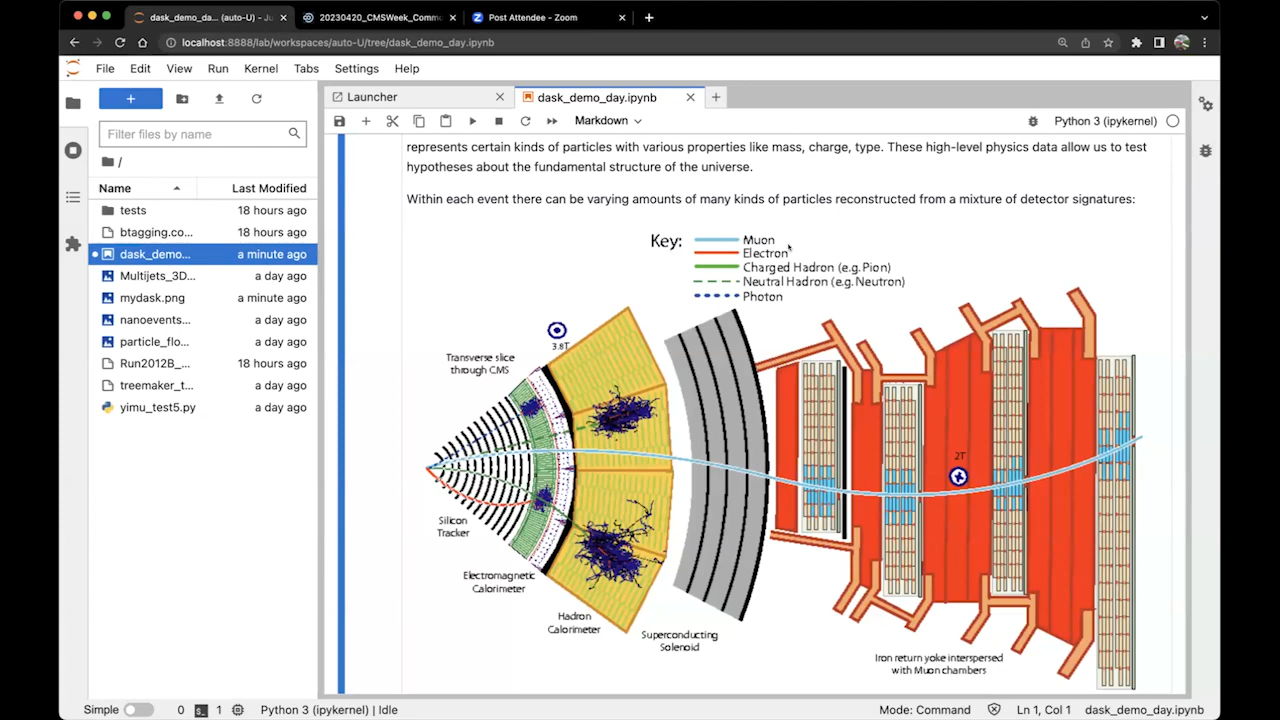 dask_demo_da... (auto-U) - Ju
20230420_CMSWeek_Comm
Post Attendee - Zoom
localhost:8888/lab/workspaces/auto-U/tree/dask_demo_day.ipynb
File Edit View Run Kernel Tabs Settings Help
Launcher
dask_demo_day.ipynb
Filter files by name
Markdown
Python 3 (ipykernel)
/
Name Last Modified
tests 18 hours ago
btagging.co... 18 hours ago
dask_demo... a minute ago
Multijets_3D... a day ago
mydask.png a minute ago
nanoevents... a day ago
particle_flo... a day ago
Run2012B_... 18 hours ago
treemaker_t... a day ago
yimu_test5.py a day ago
represents certain kinds of particles with various properties like mass, charge, type. These high-level physics data allow us to test
hypotheses about the fundamental structure of the universe.
Within each event there can be varying amounts of many kinds of particles reconstructed from a mixture of detector signatures:
Key:
Muon
Electron
Charged Hadron (e.g. Pion)
Neutral Hadron (e.g. Neutron)
Photon
3.8T
Transverse slice
through CMS
2T
Silicon
Tracker
Electromagnetic
Calorimeter
Hadron
Calorimeter
Superconducting
Solenoid
Iron return yoke interspersed
with Muon chambers
Simple 0 1 Python 3 (ipykernel) | Idle Mode: Command Ln 1, Col 1 dask_demo_day.ipynb